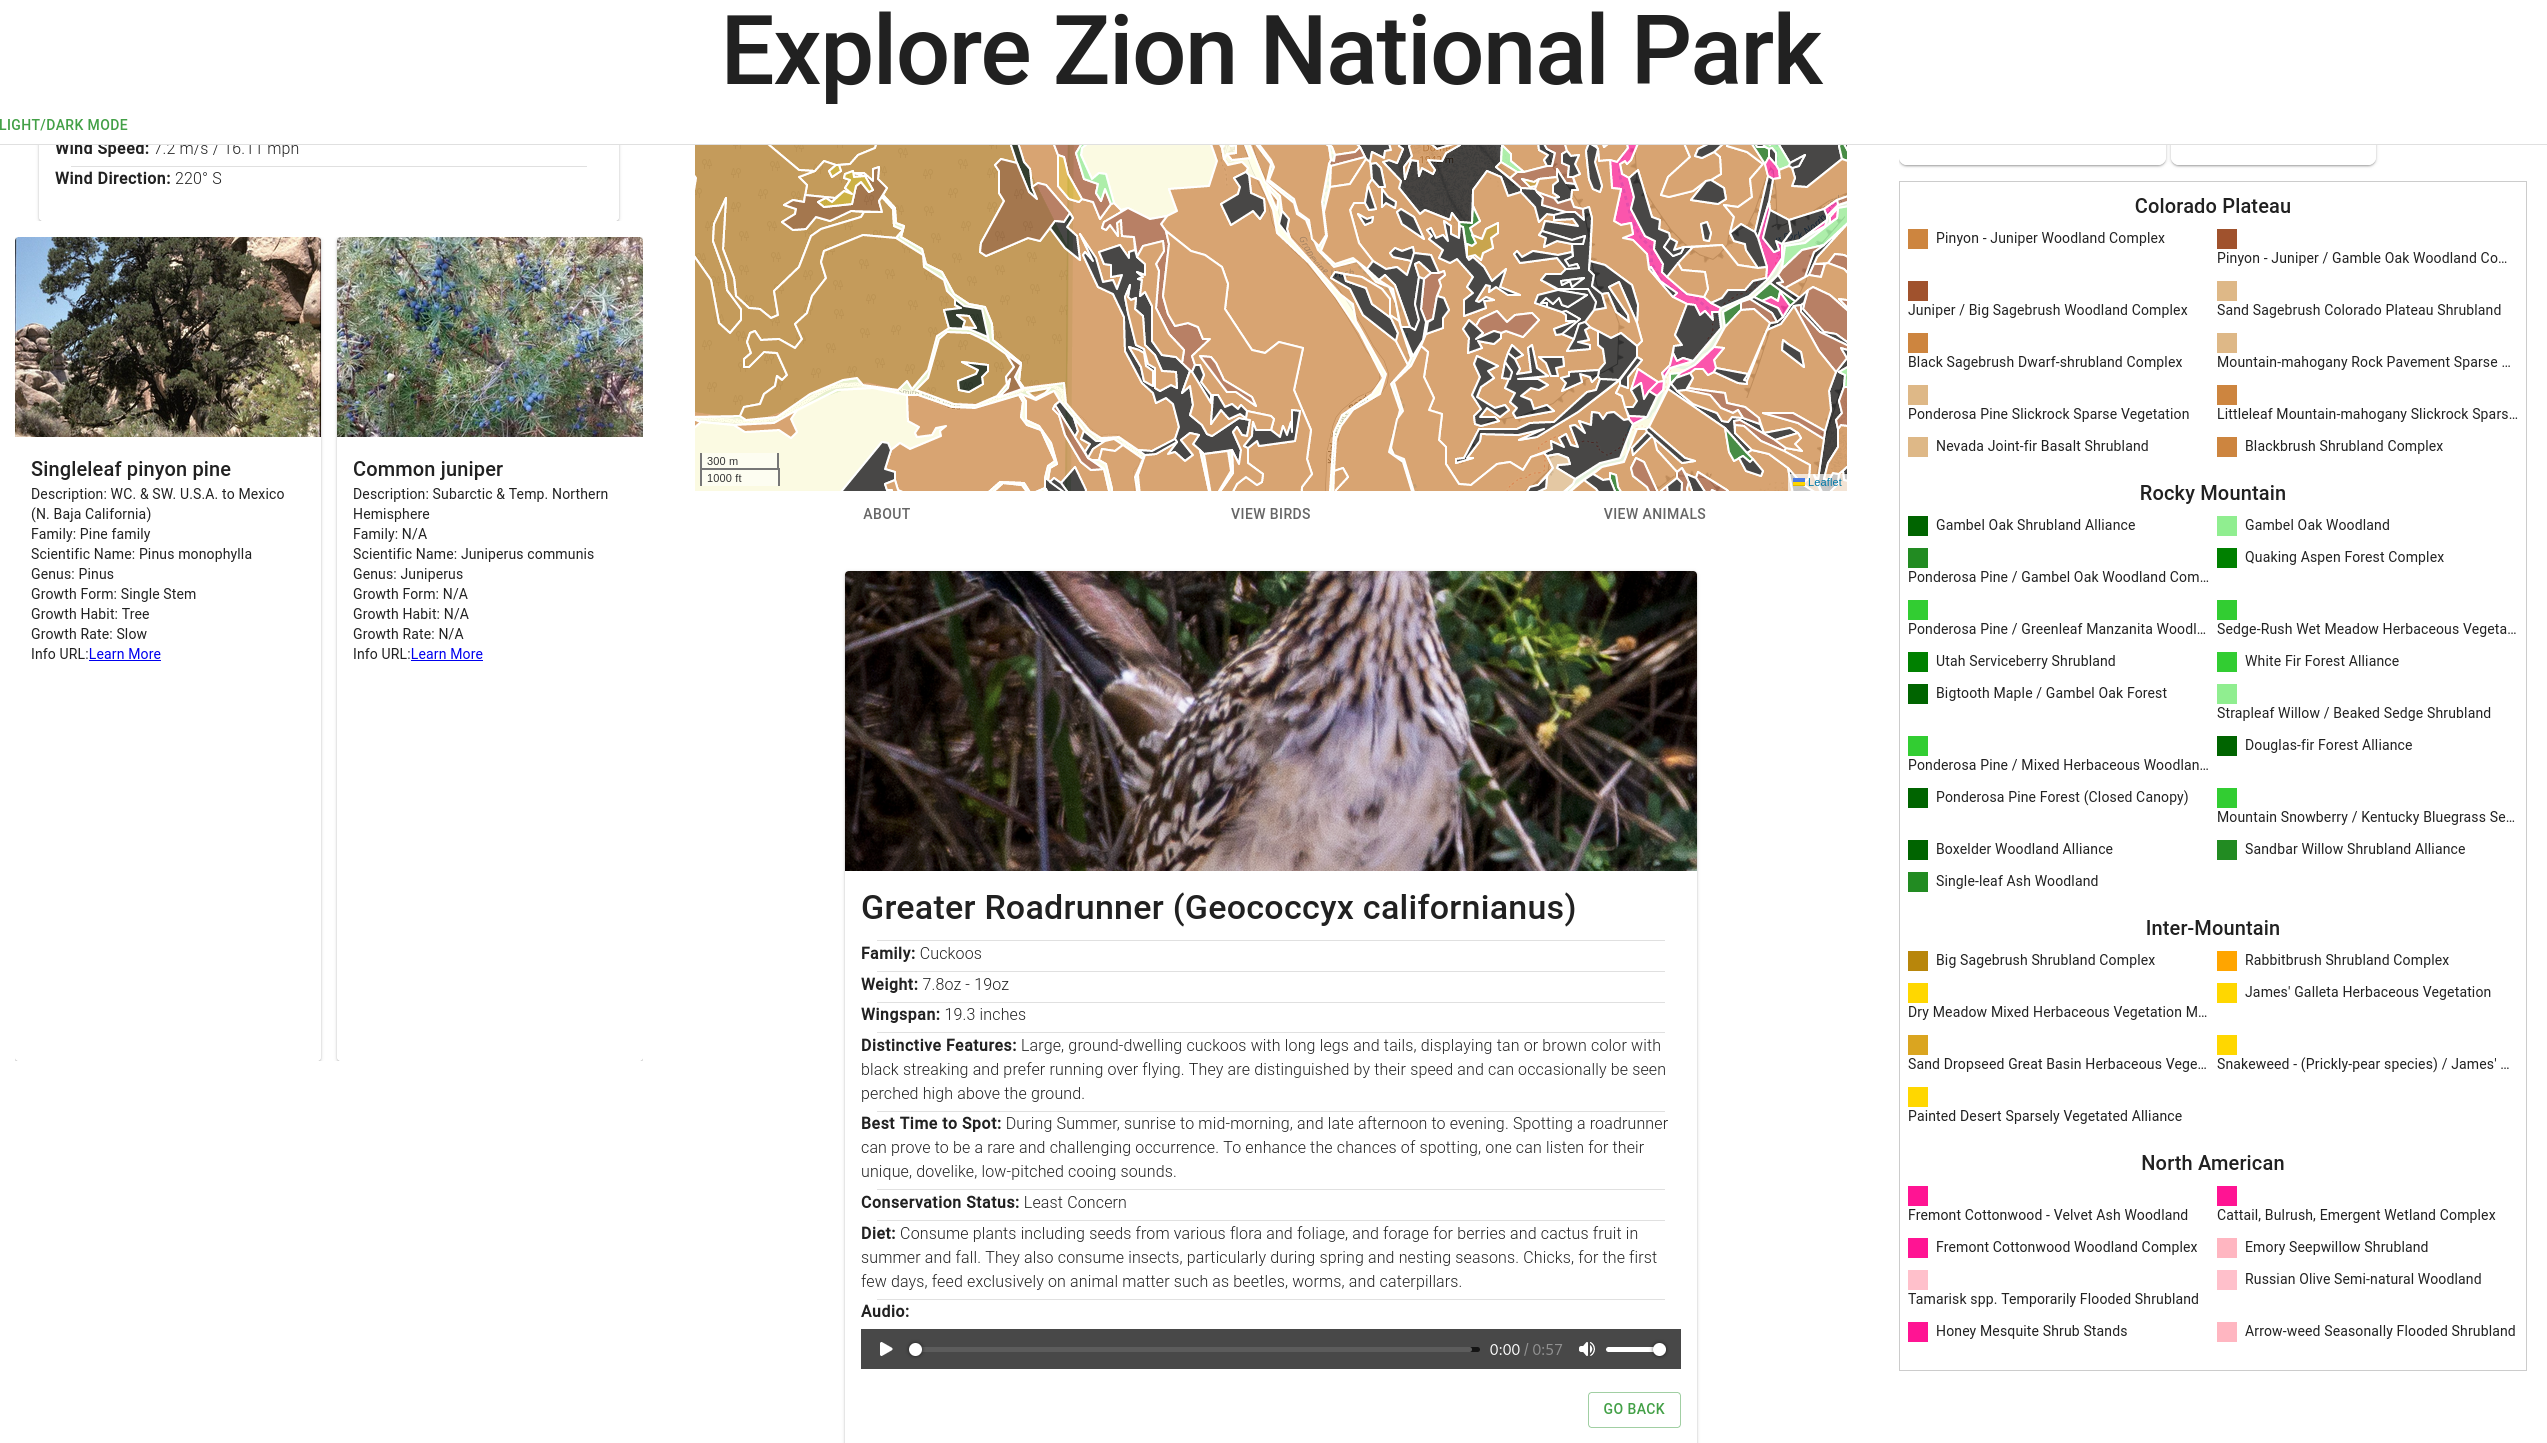 Explore Zion National Park
LIGHT/DARK MODE
Wind Speed: 7.2 m/s / 16.11 mph
Wind Direction: 220° S
Singleleaf pinyon pine
Description: WC. & SW. U.S.A. to Mexico
(N. Baja California)
Family: Pine family
Scientific Name: Pinus monophylla
Genus: Pinus
Growth Form: Single Stem
Growth Habit: Tree
Growth Rate: Slow
Info URL:Learn More
Common juniper
Description: Subarctic & Temp. Northern
Hemisphere
Family: N/A
Scientific Name: Juniperus communis
Genus: Juniperus
Growth Form: N/A
Growth Habit: N/A
Growth Rate: N/A
Info URL:Learn More
300 m
1000 ft
Leaflet
ABOUT
VIEW BIRDS
VIEW ANIMALS
Greater Roadrunner (Geococcyx californianus)
Family: Cuckoos
Weight: 7.8oz - 19oz
Wingspan: 19.3 inches
Distinctive Features: Large, ground-dwelling cuckoos with long legs and tails, displaying tan or brown color with
black streaking and prefer running over flying. They are distinguished by their speed and can occasionally be seen
perched high above the ground.
Best Time to Spot: During Summer, sunrise to mid-morning, and late afternoon to evening. Spotting a roadrunner
can prove to be a rare and challenging occurrence. To enhance the chances of spotting, one can listen for their
unique, dovelike, low-pitched cooing sounds.
Conservation Status: Least Concern
Diet: Consume plants including seeds from various flora and foliage, and forage for berries and cactus fruit in
summer and fall. They also consume insects, particularly during spring and nesting seasons. Chicks, for the first
few days, feed exclusively on animal matter such as beetles, worms, and caterpillars.
Audio:
0:00 / 0:57
GO BACK
Colorado Plateau
Pinyon - Juniper Woodland Complex
Pinyon - Juniper / Gamble Oak Woodland Co...
Juniper / Big Sagebrush Woodland Complex
Sand Sagebrush Colorado Plateau Shrubland
Black Sagebrush Dwarf-shrubland Complex
Mountain-mahogany Rock Pavement Sparse ...
Ponderosa Pine Slickrock Sparse Vegetation
Littleleaf Mountain-mahogany Slickrock Spars...
Nevada Joint-fir Basalt Shrubland
Blackbrush Shrubland Complex
Rocky Mountain
Gambel Oak Shrubland Alliance
Gambel Oak Woodland
Ponderosa Pine / Gambel Oak Woodland Com...
Quaking Aspen Forest Complex
Ponderosa Pine / Greenleaf Manzanita Woodl...
Sedge-Rush Wet Meadow Herbaceous Vegeta...
Utah Serviceberry Shrubland
White Fir Forest Alliance
Bigtooth Maple / Gambel Oak Forest
Strapleaf Willow / Beaked Sedge Shrubland
Ponderosa Pine / Mixed Herbaceous Woodlan...
Douglas-fir Forest Alliance
Ponderosa Pine Forest (Closed Canopy)
Mountain Snowberry / Kentucky Bluegrass Se...
Boxelder Woodland Alliance
Sandbar Willow Shrubland Alliance
Single-leaf Ash Woodland
Inter-Mountain
Big Sagebrush Shrubland Complex
Rabbitbrush Shrubland Complex
Dry Meadow Mixed Herbaceous Vegetation M...
James' Galleta Herbaceous Vegetation
Sand Dropseed Great Basin Herbaceous Vege...
Snakeweed - (Prickly-pear species) / James' ...
Painted Desert Sparsely Vegetated Alliance
North American
Fremont Cottonwood - Velvet Ash Woodland
Cattail, Bulrush, Emergent Wetland Complex
Fremont Cottonwood Woodland Complex
Emory Seepwillow Shrubland
Tamarisk spp. Temporarily Flooded Shrubland
Russian Olive Semi-natural Woodland
Honey Mesquite Shrub Stands
Arrow-weed Seasonally Flooded Shrubland